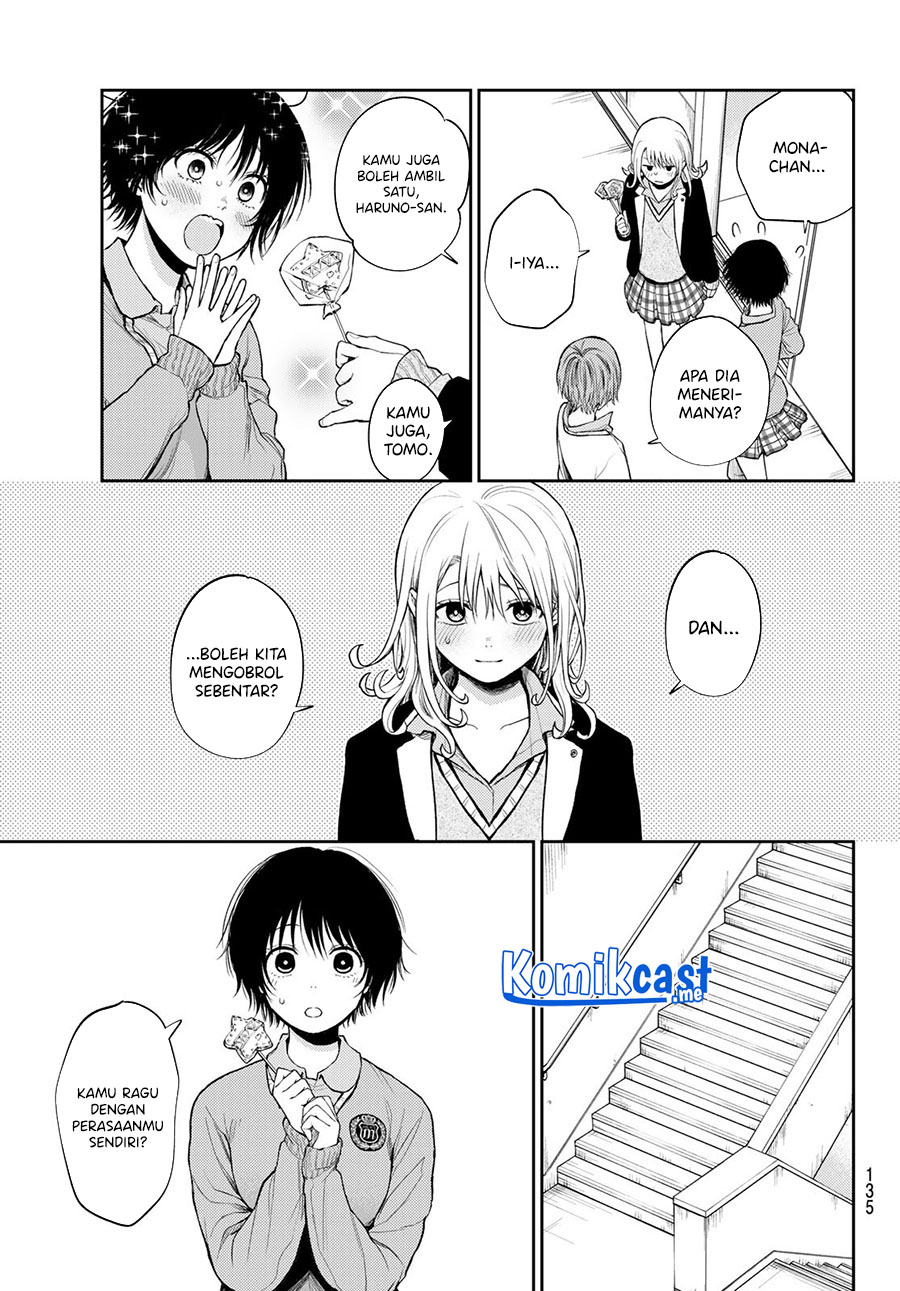 MONA-
CHAN...
I-IYA...
APA DIA
MENERI-
MANYA?
KAMU JUGA
BOLEH AMBIL
SATU,
HARUNO-SAN.
KAMU
JUGA,
TOMO.
DAN...
...BOLEH KITA
MENGOBROL
SEBENTAR?
Komikcast
.me
KAMU RAGU
DENGAN
PERASAANMU
SENDIRI?
135